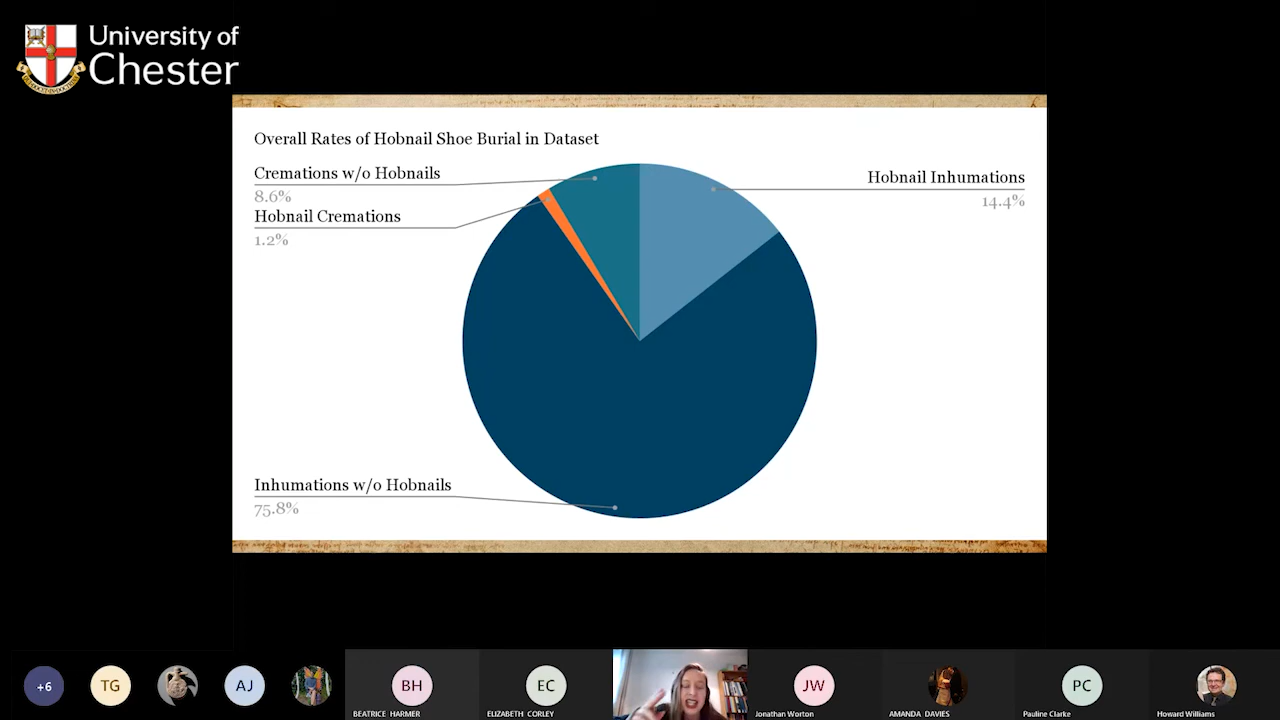 University of
Chester
Overall Rates of Hobnail Shoe Burial in Dataset
Cremations w/o Hobnails
8.6%
Hobnail Cremations
1.2%
Hobnail Inhumations
14.4%
Inhumations w/o Hobnails
75.8%
+6
TG
AJ
BH
BEATRICE HARMER
EC
ELIZABETH CORLEY
JW
Jonathan Worton
AMANDA DAVIES
PC
Pauline Clarke
Howard Williams